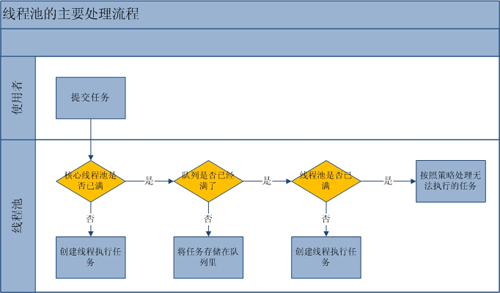 线程池的主要处理流程
使用者
提交任务
线程池
核心线程池是
否已满
是
队列是否已经
满了
是
线程池是否已
满
是
按照策略处理无
法执行的任务
否
否
否
创建线程执行任
务
将任务存储在队
列里
创建线程执行任
务